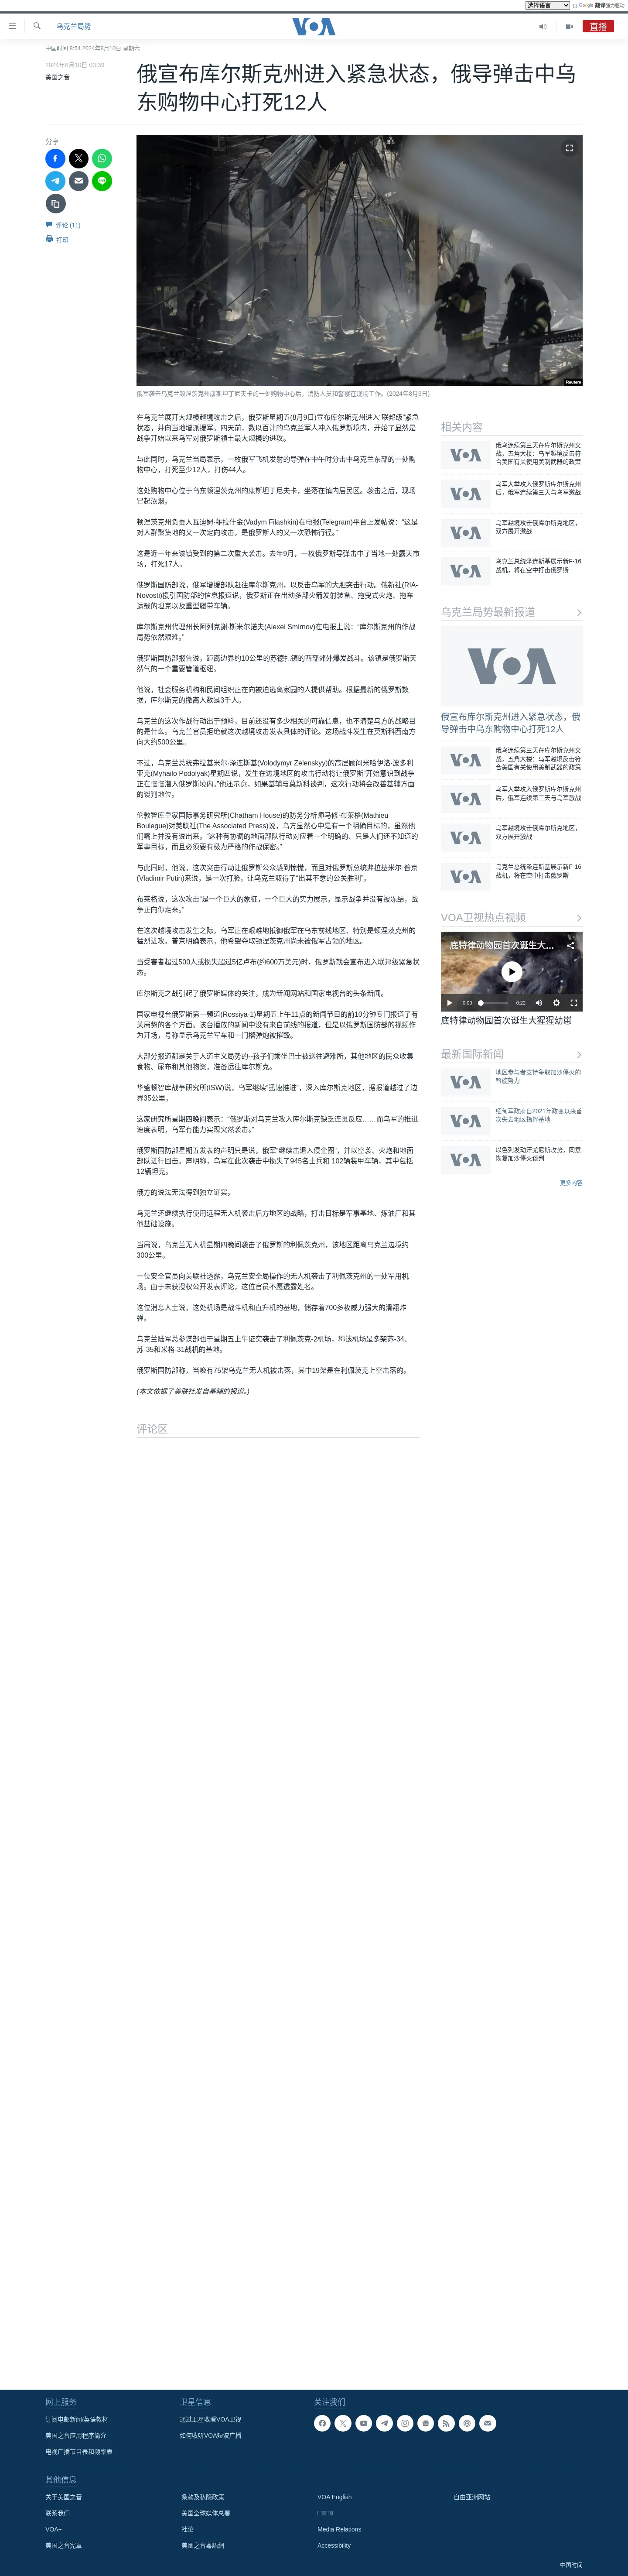 选择语言 由 Google 翻译强力驱动
乌克兰局势
VOA
直播
中国时间 8:54 2024年8月10日 星期六
2024年8月10日 03:39
美国之音
俄宣布库尔斯克州进入紧急状态，俄导弹击中乌
东购物中心打死12人
分享
评论 (11)
打印
Reuters
俄军袭击乌克兰顿涅茨克州康斯坦丁尼夫卡的一处购物中心后，消防人员和警察在现场工作。(2024年8月9日)
在乌克兰展开大规模越境攻击之后，俄罗斯星期五(8月9日)宣布库尔斯克州进入“联邦级”紧急
状态，并向当地增派援军。四天前，数以百计的乌克兰军人冲入俄罗斯境内，开始了显然是
战争开始以来乌军对俄罗斯领土最大规模的进攻。
与此同时，乌克兰当局表示，一枚俄军飞机发射的导弹在中午时分击中乌克兰东部的一处购
物中心，打死至少12人，打伤44人。
这处购物中心位于乌东顿涅茨克州的康斯坦丁尼夫卡，坐落在镇内居民区。袭击之后，现场
冒起浓烟。
顿涅茨克州负责人瓦迪姆·菲拉什金(Vadym Filashkin)在电报(Telegram)平台上发帖说：“这是
对人群聚集地的又一次定向攻击，是俄罗斯人的又一次恐怖行径。”
这是近一年来该镇受到的第二次重大袭击。去年9月，一枚俄罗斯导弹击中了当地一处露天市
场，打死17人。
俄罗斯国防部说，俄军增援部队赶往库尔斯克州，以反击乌军的大胆突击行动。俄新社(RIA-
Novosti)援引国防部的信息报道说，俄罗斯正在出动多部火箭发射装备、拖曳式火炮、拖车
运载的坦克以及重型履带车辆。
库尔斯克州代理州长阿列克谢·斯米尔诺夫(Alexei Smirnov)在电报上说：“库尔斯克州的作战
局势依然艰难。”
俄罗斯国防部报告说，距离边界约10公里的苏德扎镇的西部郊外爆发战斗。该镇是俄罗斯天
然气的一个重要管道枢纽。
他说，社会服务机构和民间组织正在向被迫逃离家园的人提供帮助。根据最新的俄罗斯数
据，库尔斯克的撤离人数是3千人。
乌克兰的这次作战行动出于预料，目前还没有多少相关的可靠信息，也不清楚乌方的战略目
的是什么。乌克兰官员拒绝就这次越境攻击发表具体的评论。这场战斗发生在莫斯科西南方
向大约500公里。
不过，乌克兰总统弗拉基米尔·泽连斯基(Volodymyr Zelenskyy)的高层顾问米哈伊洛·波多利
亚克(Myhailo Podolyak)星期四说，发生在边境地区的攻击行动将让俄罗斯“开始意识到战争
正在慢慢潜入俄罗斯境内。”他还示意，如果基辅与莫斯科谈判，这次行动将会改善基辅方面
的谈判地位。
伦敦智库皇家国际事务研究所(Chatham House)的防务分析师马修·布莱格(Mathieu
Boulegue)对美联社(The Associated Press)说，乌方显然心中是有一个明确目标的，虽然他
们嘴上并没有说出来。“这种有协调的地面部队行动对应着一个明确的、只是人们还不知道的
军事目标，而且必须要有极为严格的作战保密。”
与此同时，他说，这次突击行动让俄罗斯公众感到惊慌，而且对俄罗斯总统弗拉基米尔·普京
(Vladimir Putin)来说，是一次打脸，让乌克兰取得了“出其不意的公关胜利”。
布莱格说，这次攻击“是一个巨大的象征，一个巨大的实力展示，显示战争并没有被冻结，战
争正向你走来。”
在这次越境攻击发生之际，乌军正在艰难地抵御俄军在乌东前线地区、特别是顿涅茨克州的
猛烈进攻。普京明确表示，他希望夺取顿涅茨克州尚未被俄军占领的地区。
当受害者超过500人或损失超过5亿卢布(约600万美元)时，俄罗斯就会宣布进入联邦级紧急状
态。
库尔斯克之战引起了俄罗斯媒体的关注，成为新闻网站和国家电视台的头条新闻。
国家电视台俄罗斯第一频道(Rossiya-1)星期五上午11点的新闻节目的前10分钟专门报道了有
关局势的各个方面。该台播放的新闻中没有来自前线的报道，但是以俄罗斯国防部的视频作
为开场，号称显示乌克兰军车和一门榴弹炮被摧毁。
大部分报道都是关于人道主义局势的--孩子们乘坐巴士被送往避难所，其他地区的民众收集
食物、尿布和其他物资，准备运往库尔斯克。
华盛顿智库战争研究所(ISW)说，乌军继续“迅速推进”，深入库尔斯克地区，据报道越过了边
界35公里。
这家研究所星期四晚间表示：“俄罗斯对乌克兰攻入库尔斯克缺乏连贯反应……而乌军的推进
速度表明，乌军有能力实现突然袭击。”
俄罗斯国防部星期五发表的声明只是说，俄军“继续击退入侵企图”，并以空袭、火炮和地面
部队进行回击。声明称，乌军在此次袭击中损失了945名士兵和 102辆装甲车辆，其中包括
12辆坦克。
俄方的说法无法得到独立证实。
乌克兰还继续执行使用远程无人机袭击后方地区的战略，打击目标是军事基地、炼油厂和其
他基础设施。
当局说，乌克兰无人机星期四晚间袭击了俄罗斯的利佩茨克州，该地区距离乌克兰边境约
300公里。
一位安全官员向美联社透露，乌克兰安全局操作的无人机袭击了利佩茨克州的一处军用机
场。由于未获授权公开发表评论，这位官员不愿透露姓名。
这位消息人士说，这处机场是战斗机和直升机的基地，储存着700多枚威力强大的滑翔炸
弹。
乌克兰陆军总参谋部也于星期五上午证实袭击了利佩茨克-2机场，称该机场是多架苏-34、
苏-35和米格-31战机的基地。
俄罗斯国防部称，当晚有75架乌克兰无人机被击落，其中19架是在利佩茨克上空击落的。
(本文依据了美联社发自基辅的报道。)
评论区
相关内容
俄乌连续第三天在库尔斯克州交
战，五角大楼：乌军越境反击符
合美国有关使用美制武器的政策
乌军大举攻入俄罗斯库尔斯克州
后，俄军连续第三天与乌军激战
乌军越境攻击俄库尔斯克地区，
双方展开激战
乌克兰总统泽连斯基展示新F-16
战机，将在空中打击俄罗斯
乌克兰局势最新报道
俄宣布库尔斯克州进入紧急状态，俄
导弹击中乌东购物中心打死12人
俄乌连续第三天在库尔斯克州交
战，五角大楼：乌军越境反击符
合美国有关使用美制武器的政策
乌军大举攻入俄罗斯库尔斯克州
后，俄军连续第三天与乌军激战
乌军越境攻击俄库尔斯克地区，
双方展开激战
乌克兰总统泽连斯基展示新F-16
战机，将在空中打击俄罗斯
VOA卫视热点视频
底特律动物园首次诞生大…
0:00 0:22
底特律动物园首次诞生大猩猩幼崽
最新国际新闻
地区参与者支持争取加沙停火的
斡旋努力
缅甸军政府自2021年政变以来首
次失去地区指挥基地
以色列发动汗尤尼斯攻势，同意
恢复加沙停火谈判
更多内容
网上服务
订阅电邮新闻/英语教材
美国之音应用程序简介
电视广播节目表和频率表
卫星信息
通过卫星收看VOA卫视
如何收听VOA短波广播
关注我们
其他信息
关于美国之音
联系我们
VOA+
美国之音宪章
条款及私隐政策
美国全球媒体总署
社论
美國之音粵語網
VOA English
Media Relations
Accessibility
自由亚洲网站
中国时间